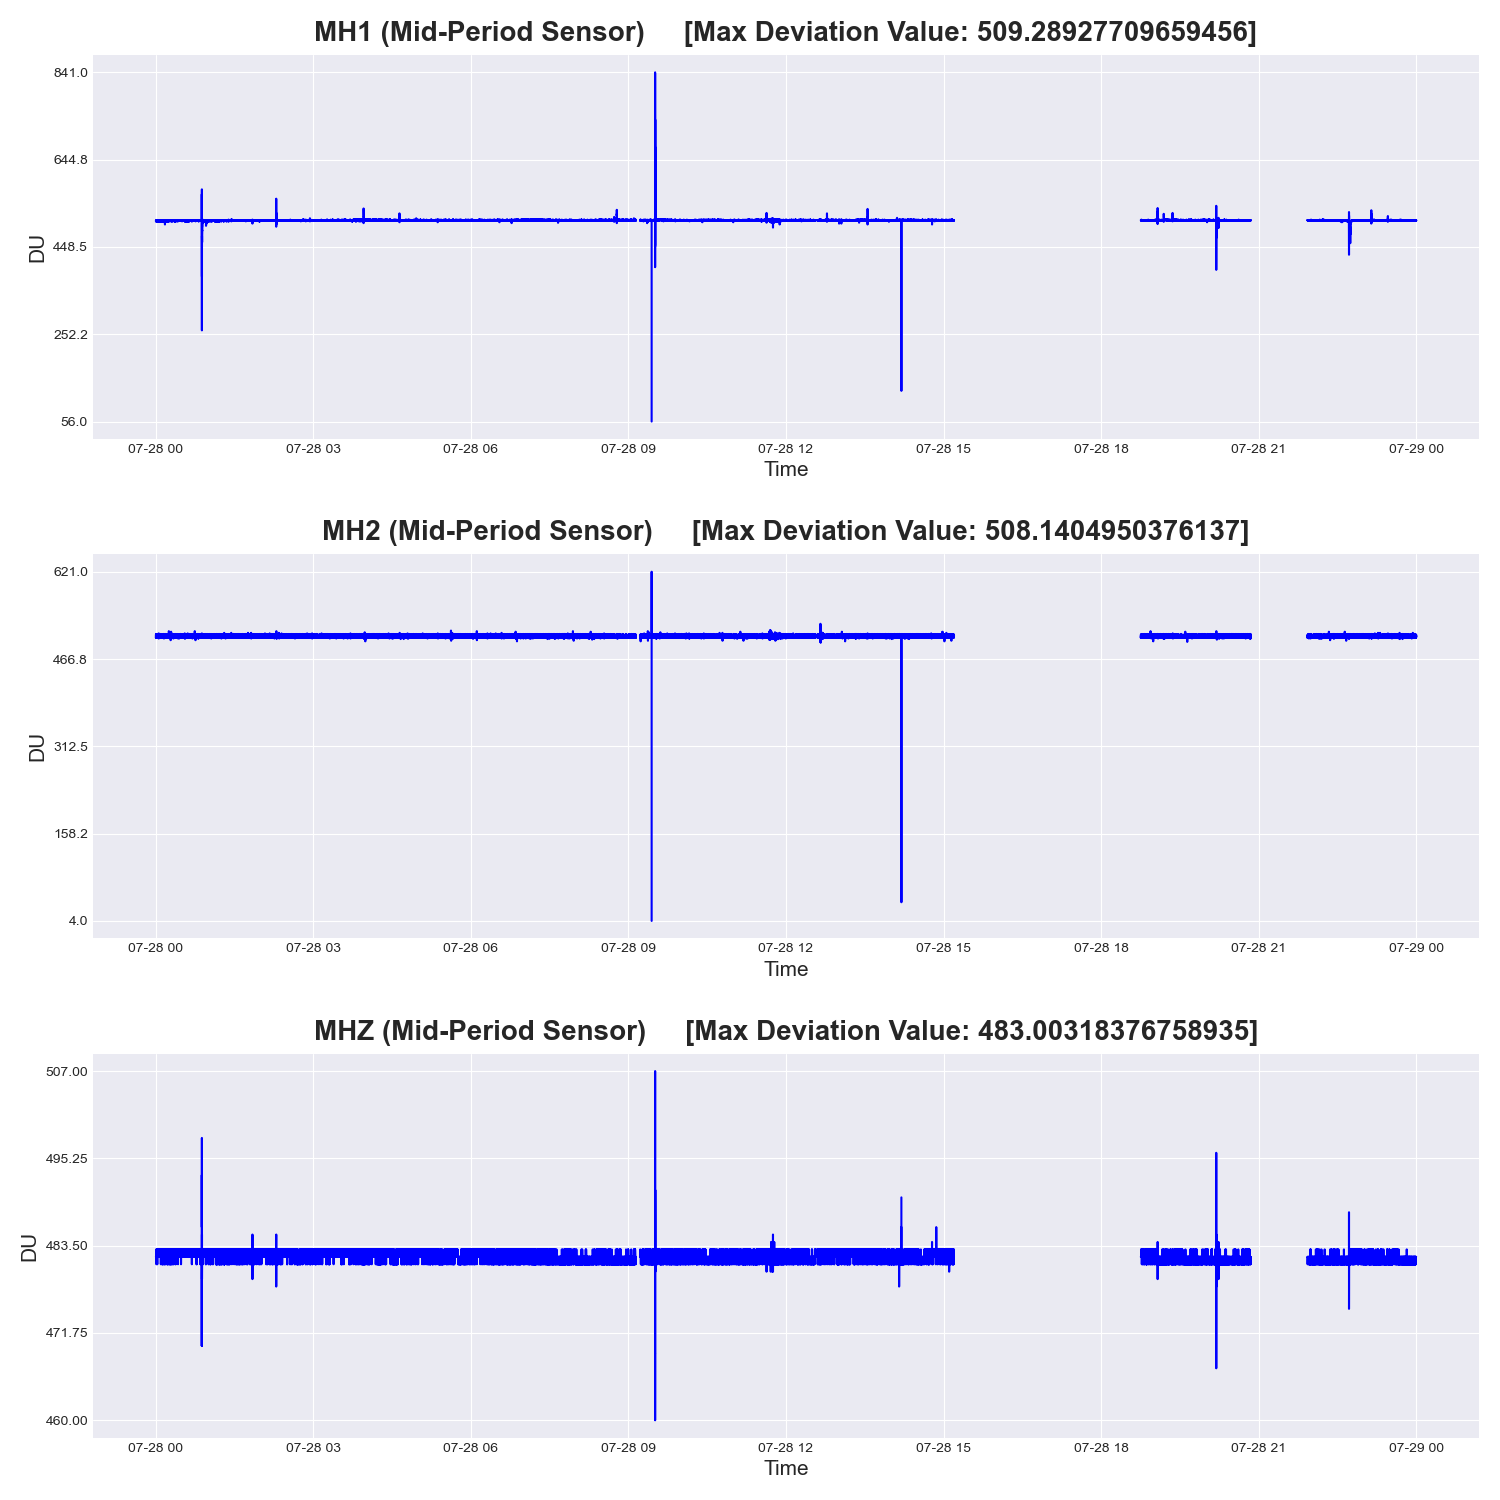 MH1 (Mid-Period Sensor) [Max Deviation Value: 509.28927709659456]
841.0
644.8
448.5
252.2
56.0
DU
07-28 00 07-28 03 07-28 06 07-28 09 07-28 12 07-28 15 07-28 18 07-28 21 07-29 00
Time
MH2 (Mid-Period Sensor) [Max Deviation Value: 508.1404950376137]
621.0
466.8
312.5
158.2
4.0
DU
07-28 00 07-28 03 07-28 06 07-28 09 07-28 12 07-28 15 07-28 18 07-28 21 07-29 00
Time
MHZ (Mid-Period Sensor) [Max Deviation Value: 483.00318376758935]
507.00
495.25
483.50
471.75
460.00
DU
07-28 00 07-28 03 07-28 06 07-28 09 07-28 12 07-28 15 07-28 18 07-28 21 07-29 00
Time